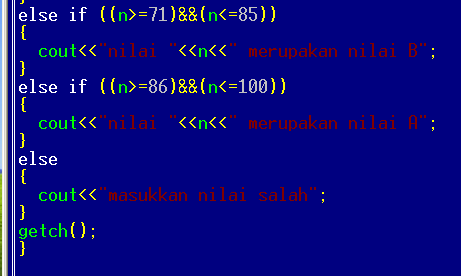 else if ((n>=71)&&(n<=85))
{
cout<<"nilai "<<n<<" merupakan nilai B";
}
else if ((n>=86)&&(n<=100))
{
cout<<"nilai "<<n<<" merupakan nilai A";
}
else
{
cout<<"masukkan nilai salah";
}
getch();
}